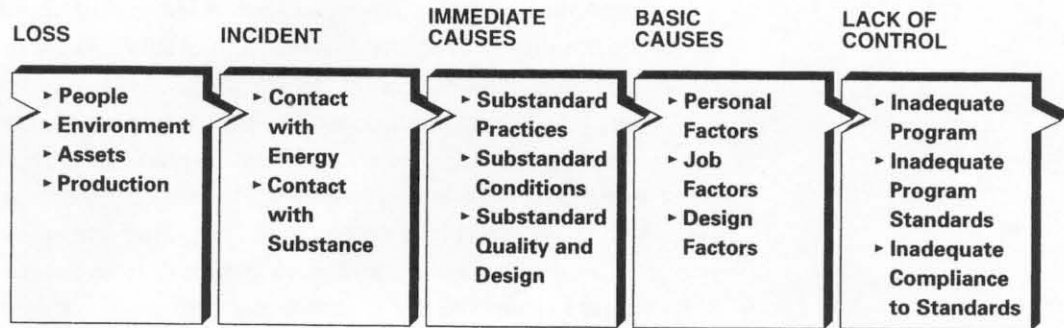 LOSS
▸ People
▸ Environment
▸ Assets
▸ Production
INCIDENT
▸ Contact
with
Energy
▸ Contact
with
Substance
IMMEDIATE
CAUSES
▸ Substandard
Practices
▸ Substandard
Conditions
▸ Substandard
Quality and
Design
BASIC
CAUSES
▸ Personal
Factors
▸ Job
Factors
▸ Design
Factors
LACK OF
CONTROL
▸ Inadequate
Program
▸ Inadequate
Program
Standards
▸ Inadequate
Compliance
to Standards